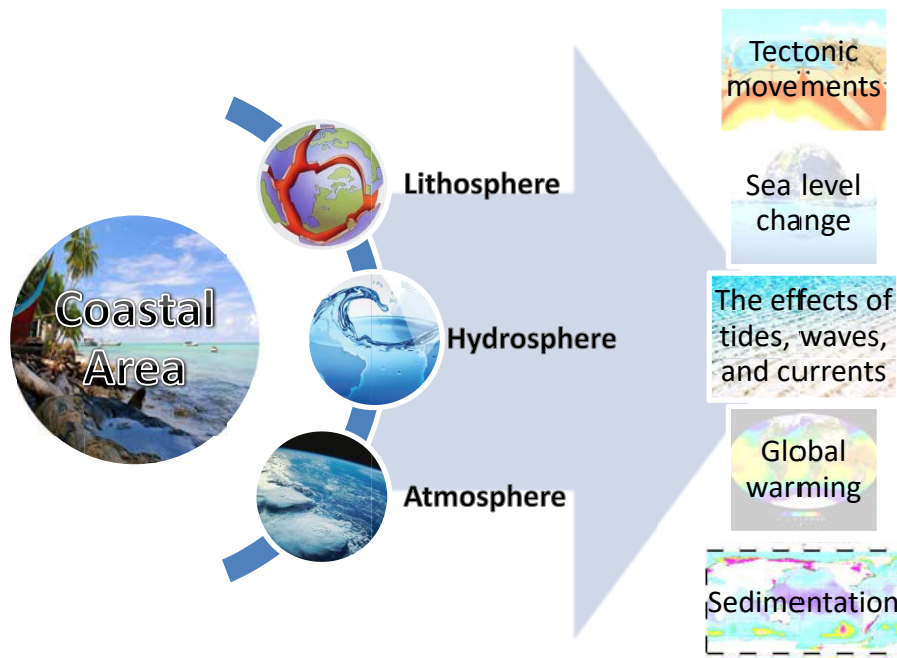 Coastal
Area
Lithosphere
Hydrosphere
Atmosphere
Tectonic
movements
Sea level
change
The effects of
tides, waves,
and currents
Global
warming
Sedimentation